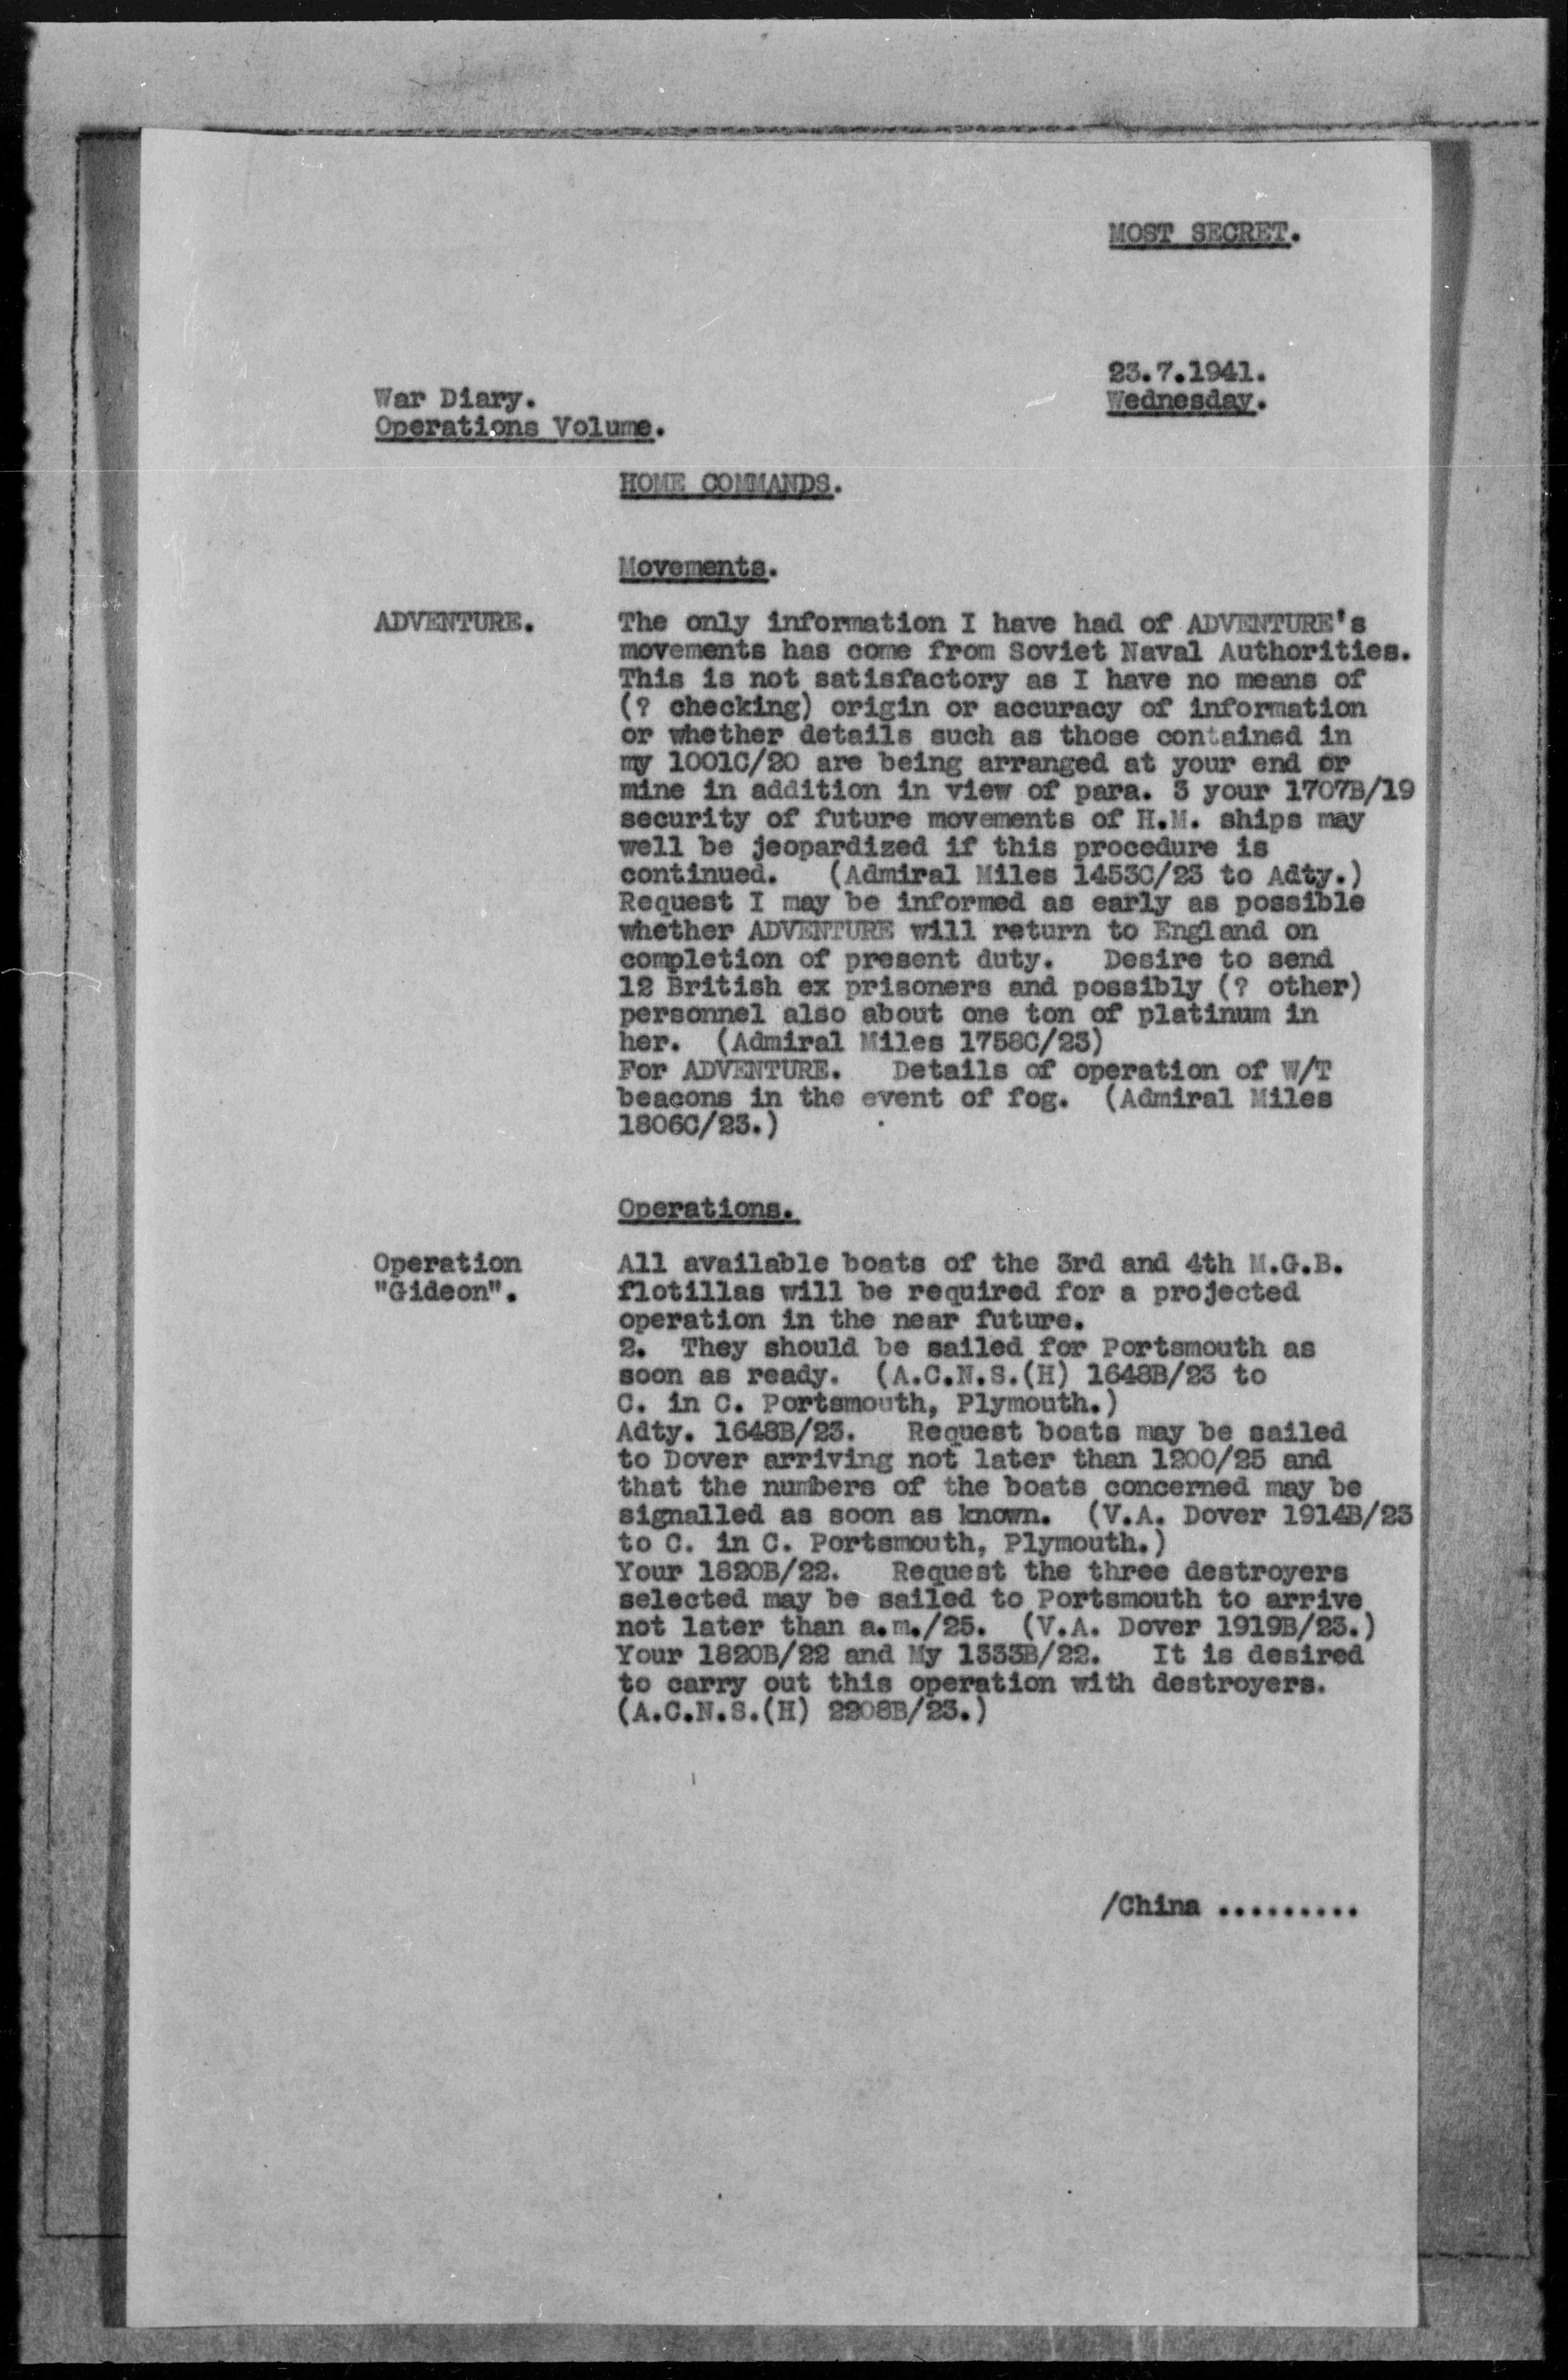 MOST SECRET.
23.7.1941.
Wednesday.
War Diary.
Operations Volume.
HOME COMMANDS.
Movements.
ADVENTURE.
The only information I have had of ADVENTURE's
movements has come from Soviet Naval Authorities.
This is not satisfactory as I have no means of
(? checking) origin or accuracy of information
or whether details such as those contained in
my 1001C/20 are being arranged at your end or
mine in addition in view of para. 3 your 1707B/19
security of future movements of H.M. ships may
well be jeopardized if this procedure is
continued. (Admiral Miles 1453C/23 to Adty.)
Request I may be informed as early as possible
whether ADVENTURE will return to England on
completion of present duty. Desire to send
12 British ex prisoners and possibly (? other)
personnel also about one ton of platinum in
her. (Admiral Miles 1758C/23)
For ADVENTURE. Details of operation of W/T
beacons in the event of fog. (Admiral Miles
1806C/23.)
Operations.
Operation
"Gideon".
All available boats of the 3rd and 4th M.G.B.
flotillas will be required for a projected
operation in the near future.
2. They should be sailed for Portsmouth as
soon as ready. (A.C.N.S.(H) 1648B/23 to
C. in C. Portsmouth, Plymouth.)
Adty. 1648B/23. Request boats may be sailed
to Dover arriving not later than 1200/25 and
that the numbers of the boats concerned may be
signalled as soon as known. (V.A. Dover 1914B/23
to C. in C. Portsmouth, Plymouth.)
Your 1820B/22. Request the three destroyers
selected may be sailed to Portsmouth to arrive
not later than a.m./25. (V.A. Dover 1919B/23.)
Your 1820B/22 and My 1333B/22. It is desired
to carry out this operation with destroyers.
(A.C.N.S.(H) 2208B/23.)
/China .........